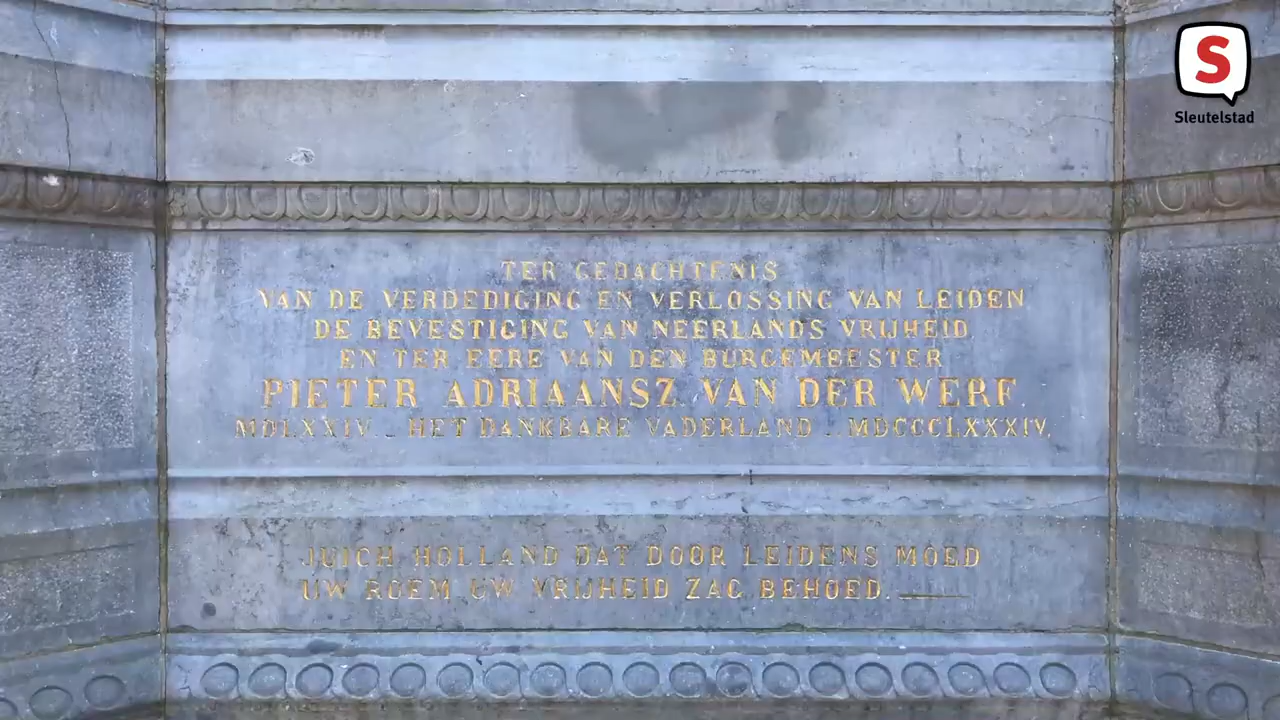 S
Sleutelstad
TER GEDACHTENIS
VAN DE VERDEDIGING EN VERLOSSING VAN LEIDEN
DE BEVESTIGING VAN NEERLANDS VRIJHEID
EN TER EERE VAN DEN BURGEMEESTER
PIETER ADRIAANSZ. VAN DER WERF.
MDLXXIV. _ HET DANKBARE VADERLAND _ MDCCCLXXXIV.
JUICH HOLLAND DAT DOOR LEIDENS MOED
UW ROEM UW VRIJHEID ZAG BEHOED.